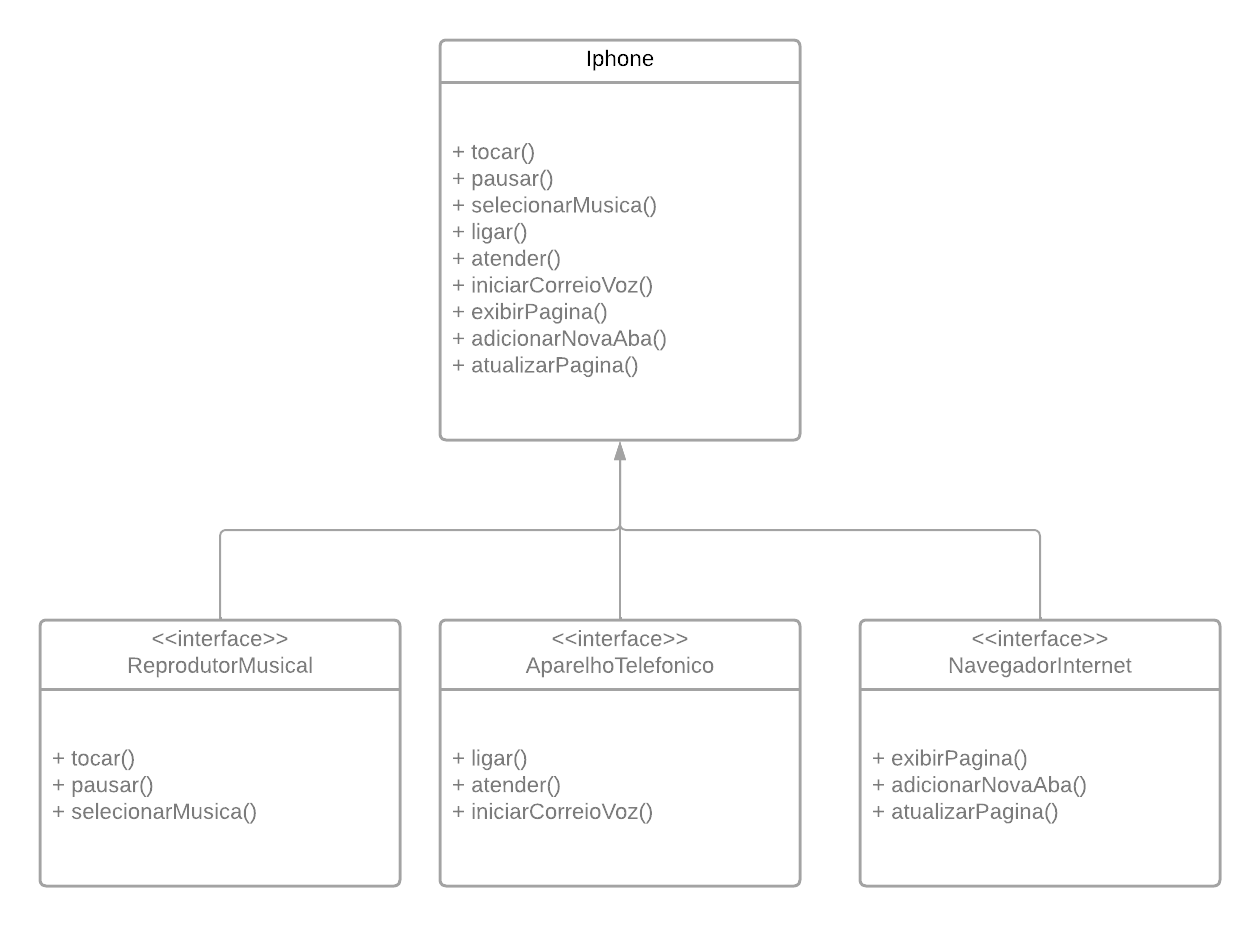 Iphone
+ tocar()
+ pausar()
+ selecionarMusica()
+ ligar()
+ atender()
+ iniciarCorreioVoz()
+ exibirPagina()
+ adicionarNovaAba()
+ atualizarPagina()
<<interface>>
ReprodutorMusical
+ tocar()
+ pausar()
+ selecionarMusica()
<<interface>>
AparelhoTelefonico
+ ligar()
+ atender()
+ iniciarCorreioVoz()
<<interface>>
NavegadorInternet
+ exibirPagina()
+ adicionarNovaAba()
+ atualizarPagina()